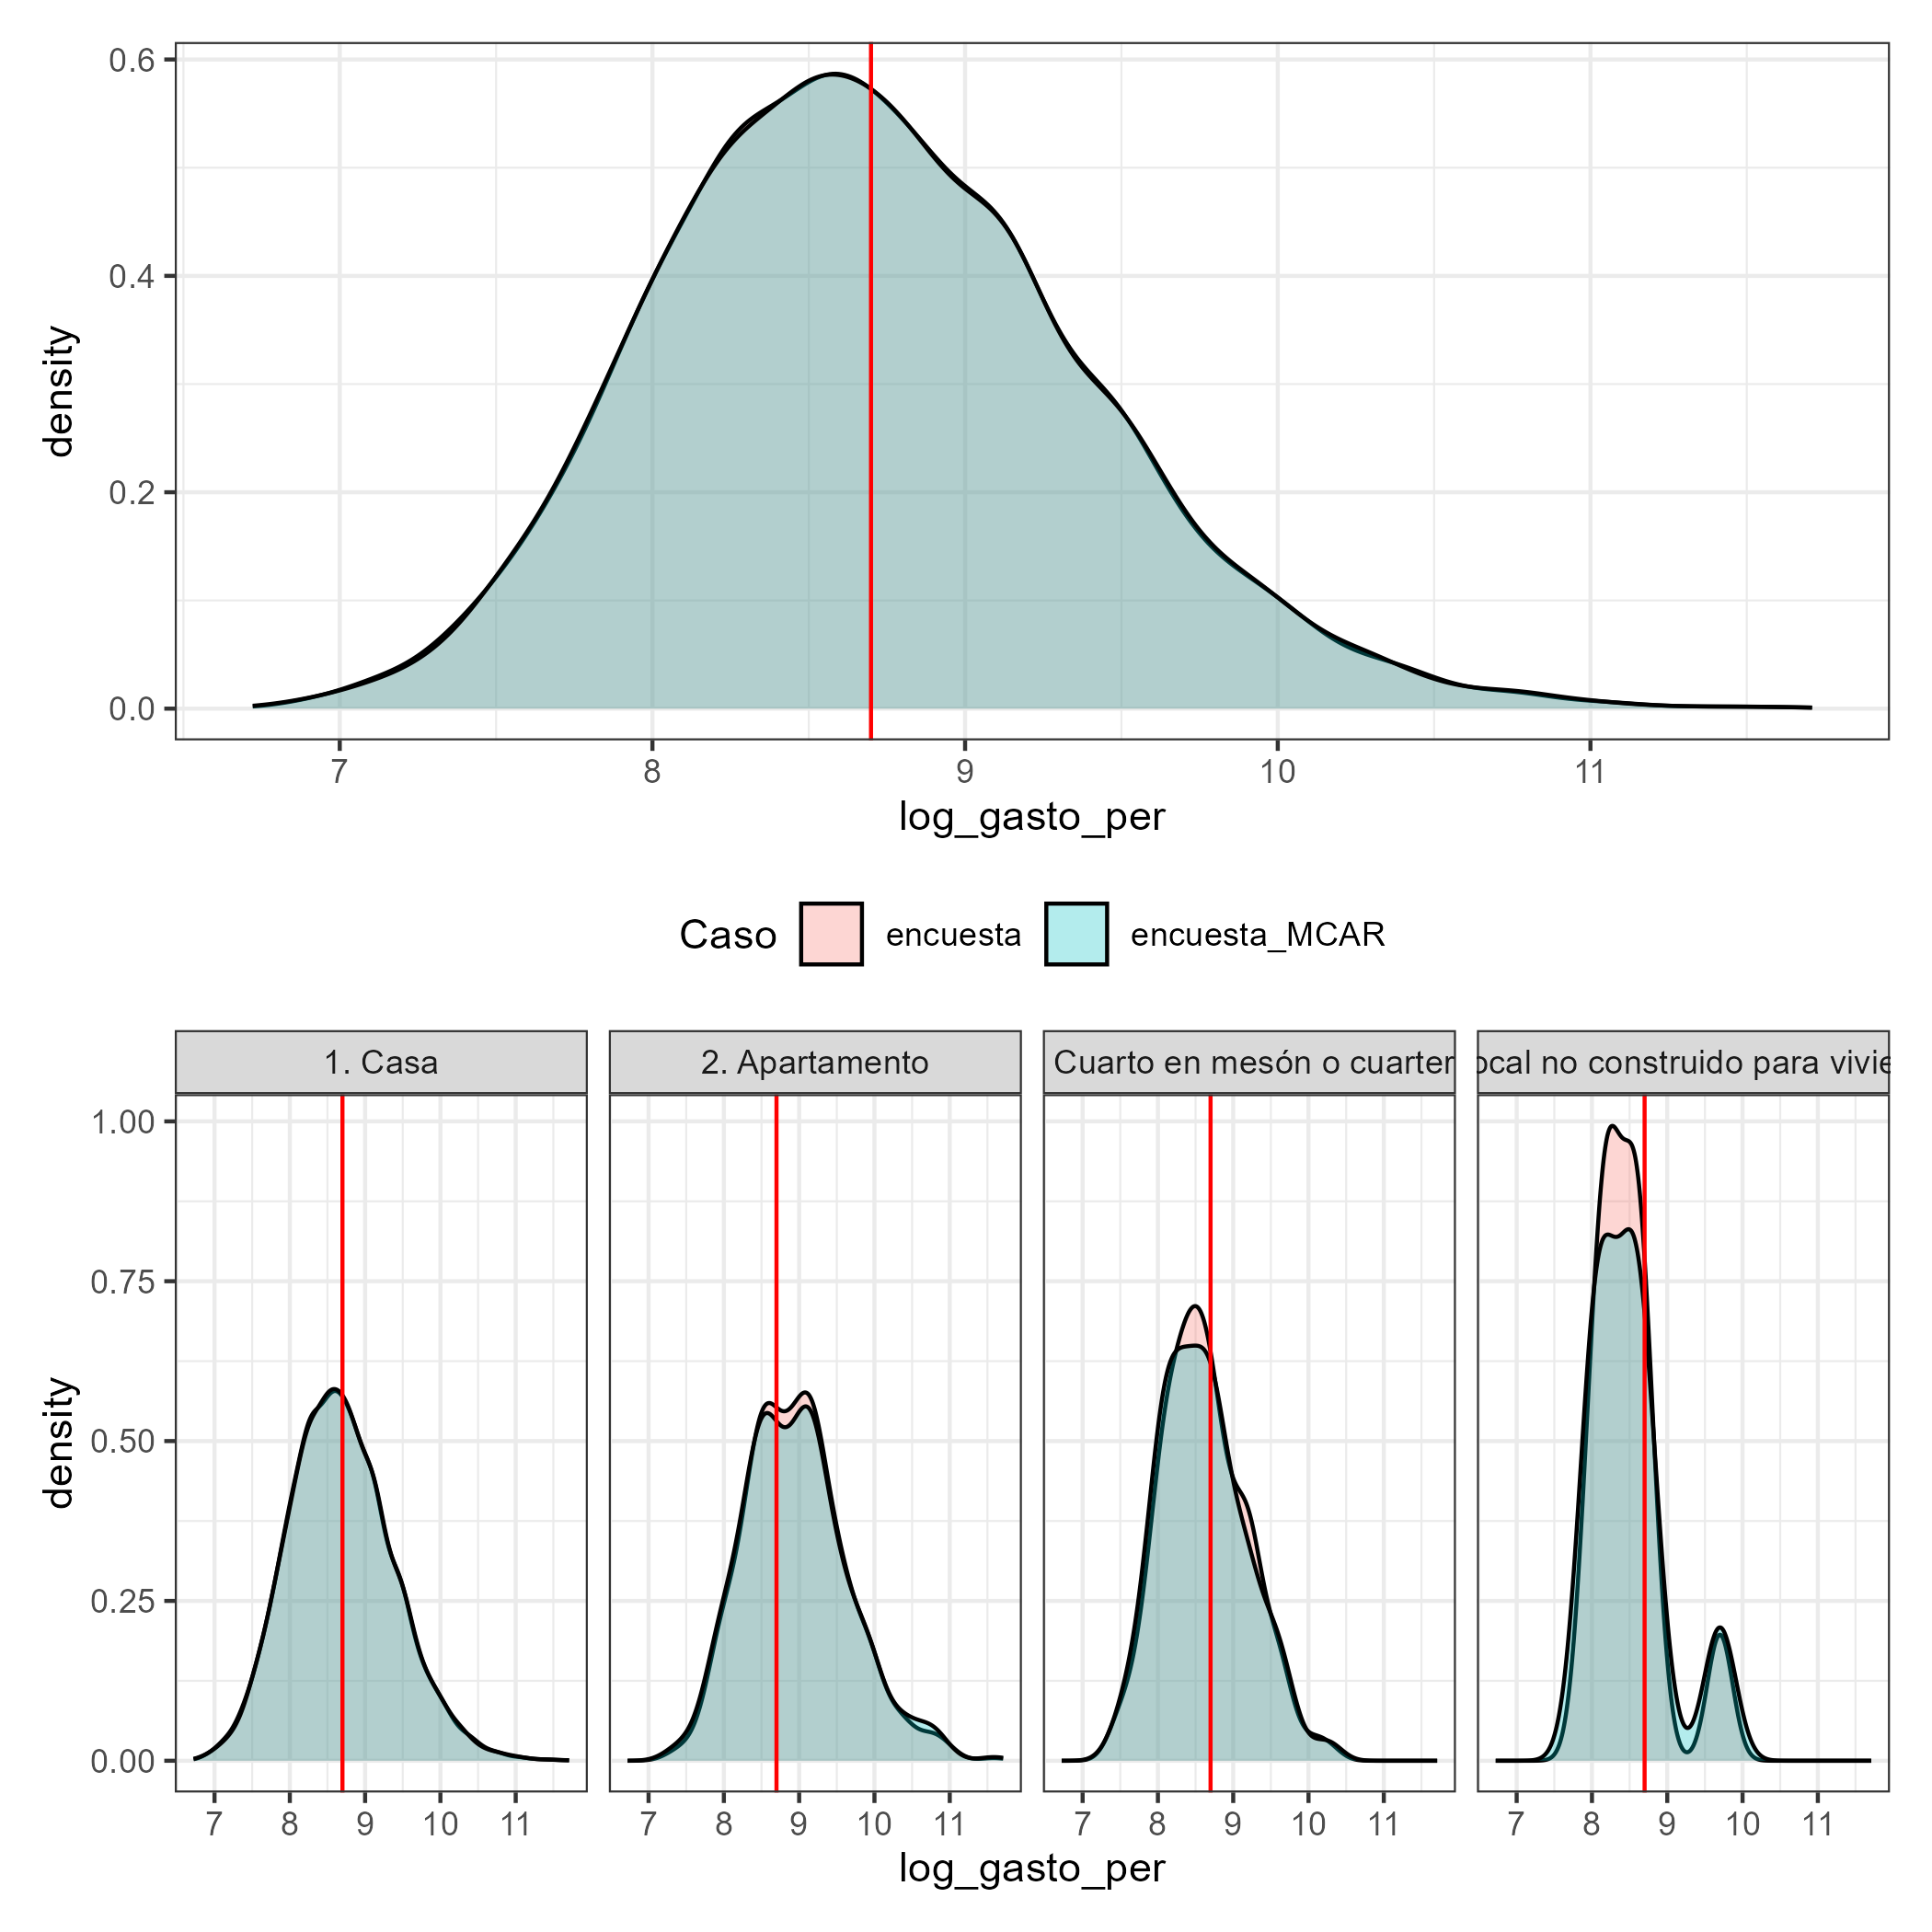 0.6
0.4
0.2
0.0
density
7 8 9 10 11
log_gasto_per
Caso encuesta encuesta_MCAR
1. Casa 2. Apartamento Cuarto en mesón o cuarter ocal no construido para vivie
1.00
0.75
0.50
0.25
0.00
density
7 8 9 10 11 7 8 9 10 11 7 8 9 10 11 7 8 9 10 11
log_gasto_per